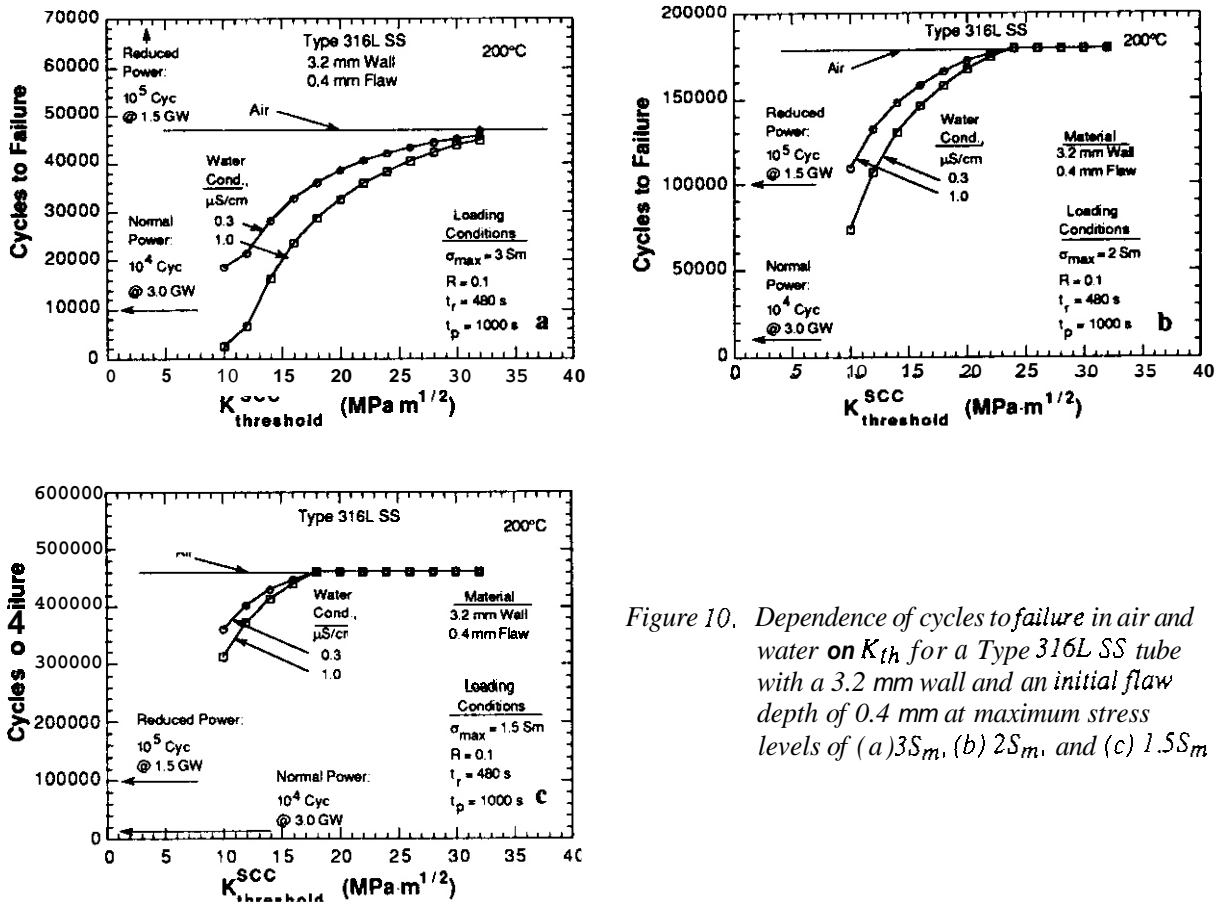 70000
60000
50000
40000
30000
20000
10000
0
Cycles to Failure
Reduced
Power:
10^5 Cyc
@ 1.5 GW
Type 316L SS
3.2 mm Wall
0.4 mm Flaw
200°C
Air
Water
Cond.,
µS/cm
0.3
1.0
Normal
Power:
10^4 Cyc
@ 3.0 GW
Loading
Conditions
σmax = 3 Sm
R = 0.1
tr = 480 s
tp = 1000 s
a
0 5 10 15 20 25 30 35 40
K^SCC threshold (MPa m^1/2)
200000
150000
100000
50000
0
Cycles to Failure
Type 316L SS
200°C
Air
Reduced
Power:
10^5 Cyc
@ 1.5 GW
Water
Cond.,
µS/cm
0.3
1.0
Material
3.2 mm Wall
0.4 mm Flaw
Normal
Power:
10^4 Cyc
@ 3.0 GW
Loading
Conditions
σmax = 2 Sm
R = 0.1
tr = 480 s
tp = 1000 s
b
0 5 10 15 20 25 30 35 40
K^SCC threshold (MPa·m^1/2)
600000
500000
400000
300000
200000
100000
0
Cycles o ilure
Type 316L SS
200°C
Air
Water
Cond.,
µS/cr
0.3
1.0
Material
3.2 mm Wall
0.4 mm Flaw
Reduced Power:
10^5 Cyc
@ 1.5 GW
Normal Power:
10^4 Cyc
@ 3.0 GW
Loading
Conditions
σmax = 1.5 Sm
R = 0.1
tr = 480 s
tp = 1000 s
c
0 5 10 15 20 25 30 35 40
K^SCC threshold (MPa·m^1/2)
Figure 10. Dependence of cycles to failure in air and
water on Kth for a Type 316L SS tube
with a 3.2 mm wall and an initial flaw
depth of 0.4 mm at maximum stress
levels of (a)3Sm, (b) 2Sm, and (c) 1.5Sm